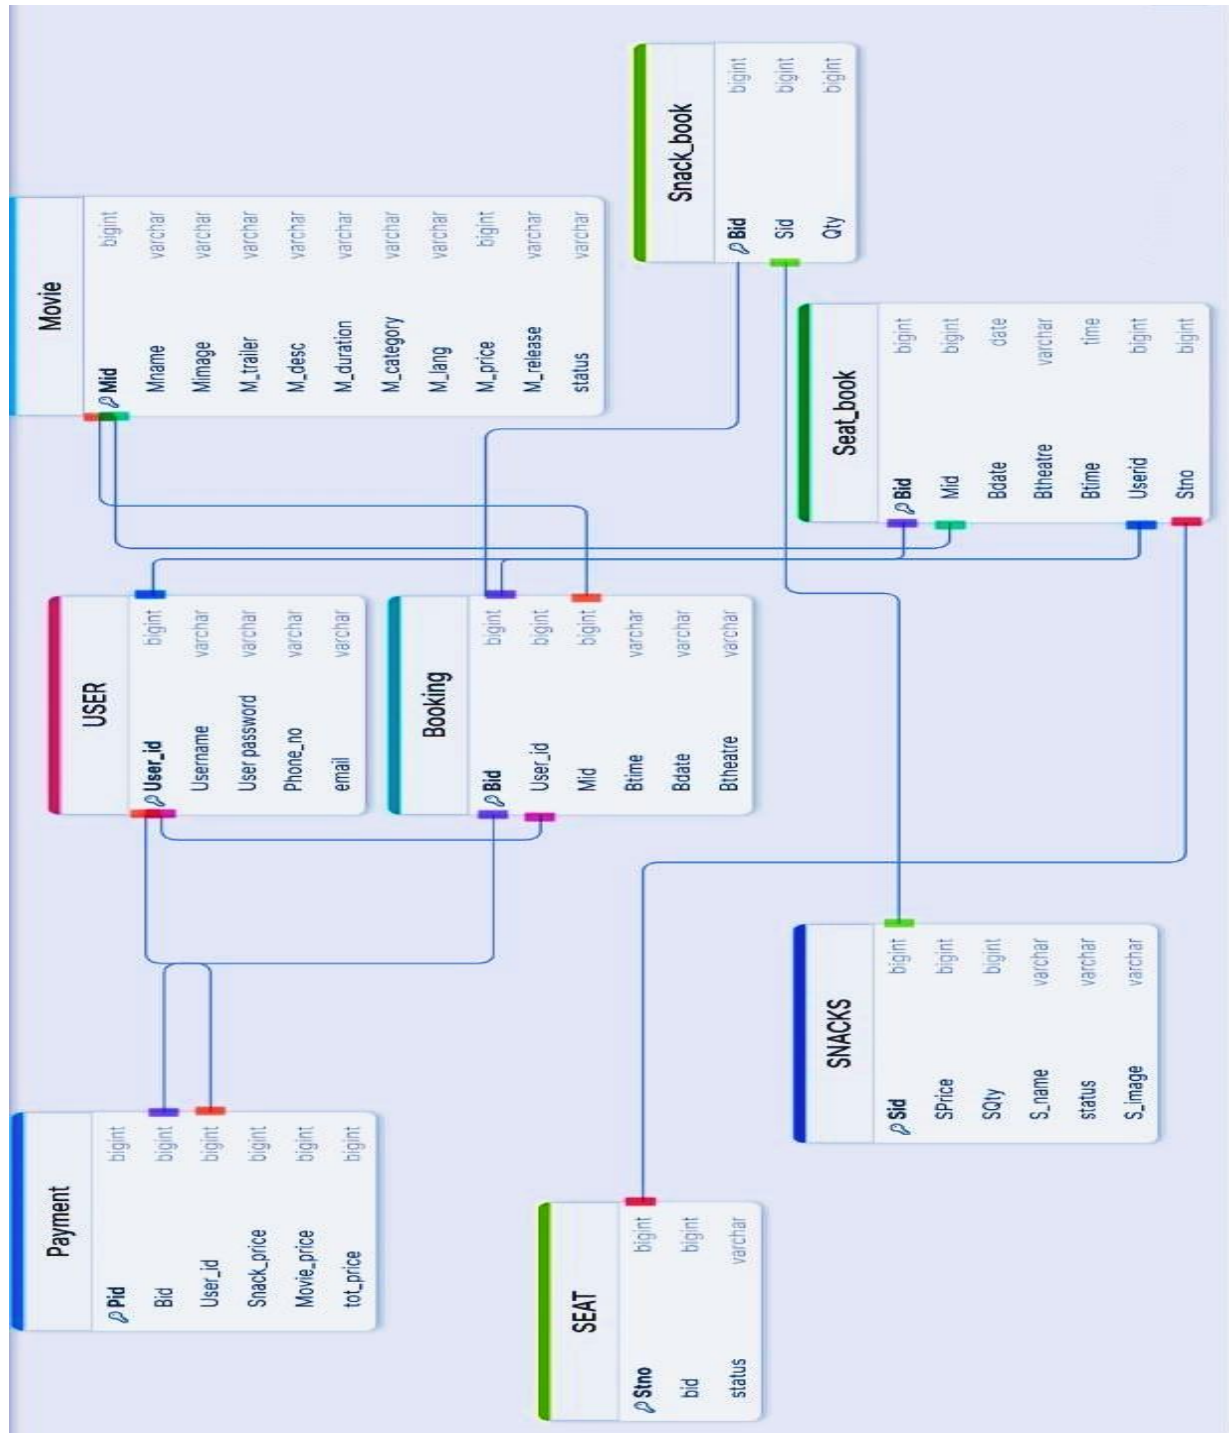 Payment
Pid bigint
Bid bigint
User_id bigint
Snack_price bigint
Movie_price bigint
tot_price bigint
USER
User_id bigint
Username varchar
User password varchar
Phone_no varchar
email varchar
Movie
Mid bigint
Mname varchar
Mimage varchar
M_trailer varchar
M_desc varchar
M_duration varchar
M_category varchar
M_lang varchar
M_price bigint
M_release varchar
status varchar
Booking
Bid bigint
User_id bigint
Mid bigint
Btime varchar
Bdate varchar
Btheatre varchar
SEAT
Stno bigint
bid bigint
status varchar
Snack_book
Bid bigint
Sid bigint
Qty bigint
SNACKS
Sid bigint
SPrice bigint
SQty bigint
S_name varchar
status varchar
S_image varchar
Seat_book
Bid bigint
Mid bigint
Bdate date
Btheatre varchar
Btime time
Userid bigint
Stno bigint